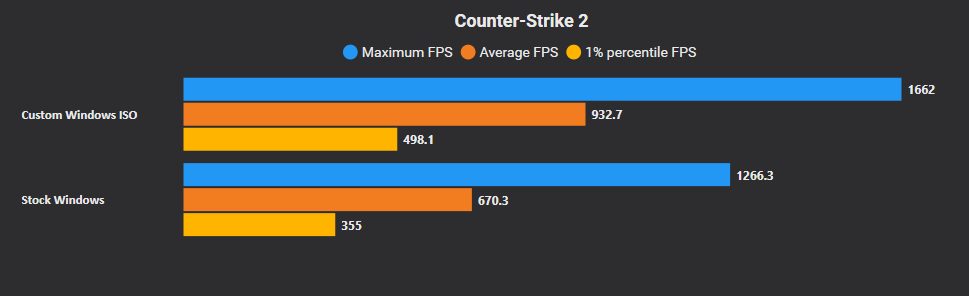 Counter-Strike 2
Maximum FPS Average FPS 1% percentile FPS
1662
Custom Windows ISO 932.7
498.1
1266.3
Stock Windows 670.3
355